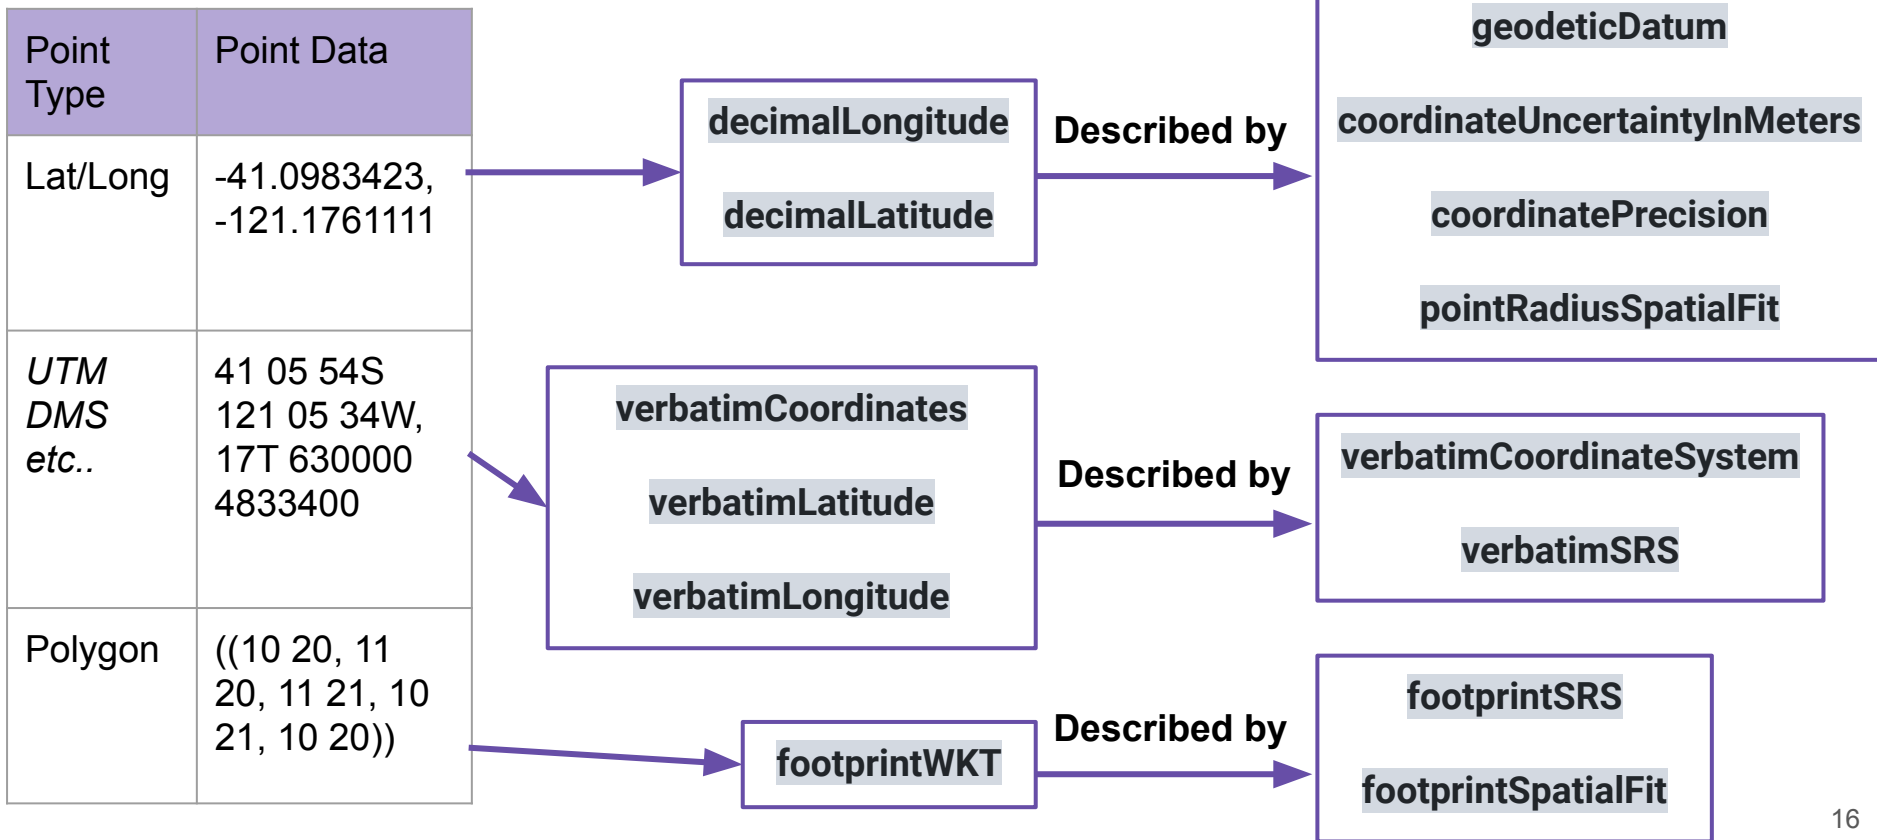 Point
Type
Point Data
Lat/Long
-41.0983423,
-121.1761111
UTM
DMS
etc..
41 05 54S
121 05 34W,
17T 630000
4833400
Polygon
((10 20, 11
20, 11 21, 10
21, 10 20))
decimalLongitude
decimalLatitude
Described by
geodeticDatum
coordinateUncertaintyInMeters
coordinatePrecision
pointRadiusSpatialFit
verbatimCoordinates
verbatimLatitude
verbatimLongitude
Described by
verbatimCoordinateSystem
verbatimSRS
footprintWKT
Described by
footprintSRS
footprintSpatialFit
16